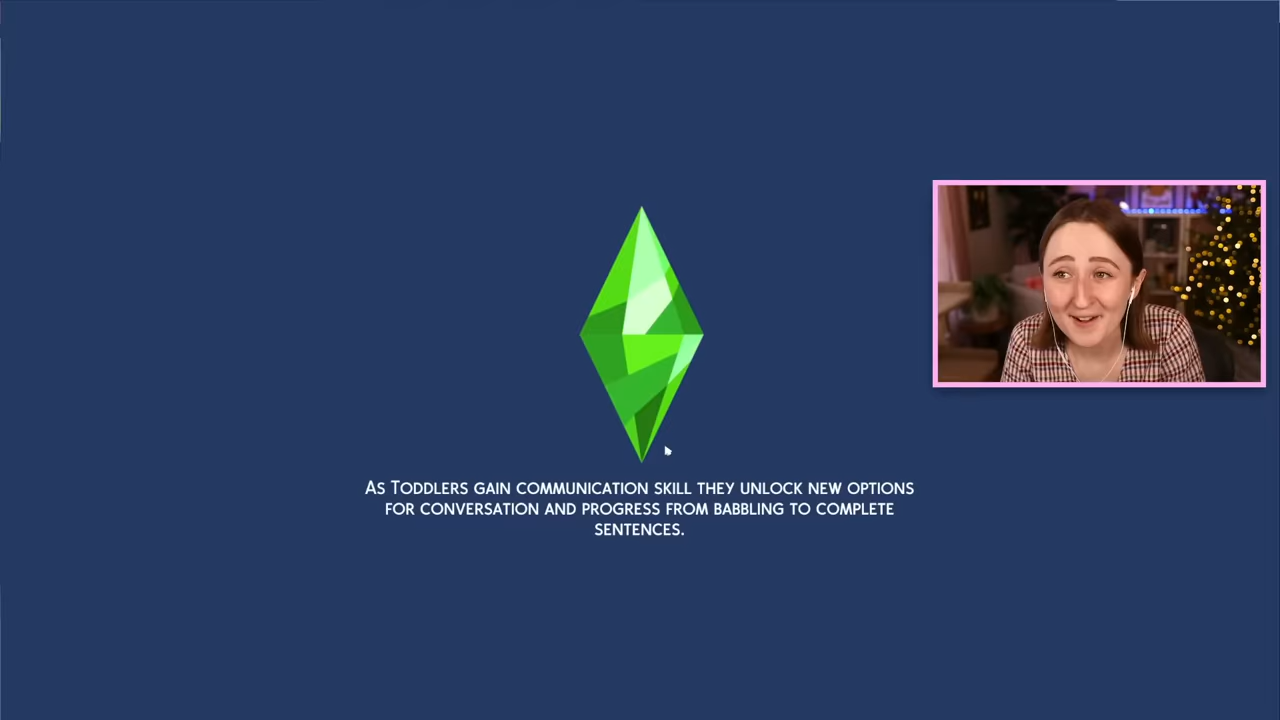 As Toddlers gain communication skill they unlock new options
for conversation and progress from babbling to complete
sentences.